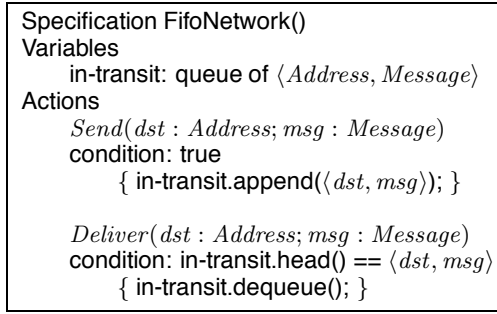 Specification FifoNetwork()
Variables
in-transit: queue of ⟨Address, Message⟩
Actions
Send(dst : Address; msg : Message)
condition: true
{ in-transit.append(⟨dst, msg⟩); }
Deliver(dst : Address; msg : Message)
condition: in-transit.head() == ⟨dst, msg⟩
{ in-transit.dequeue(); }